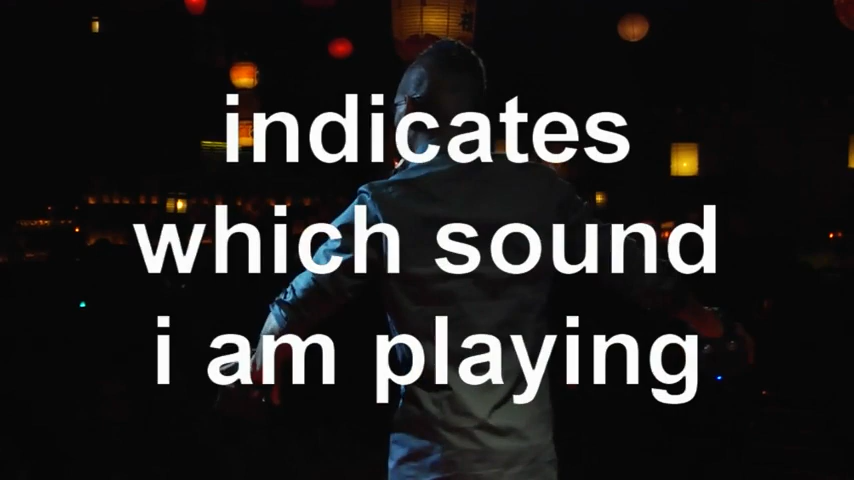 indicates
which sound
i am playing